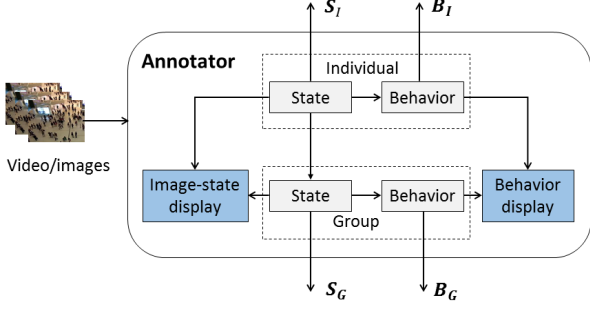 S_I
B_I
Annotator
Individual
State
Behavior
Video/images
Image-state
display
State
Behavior
Behavior
display
Group
S_G
B_G